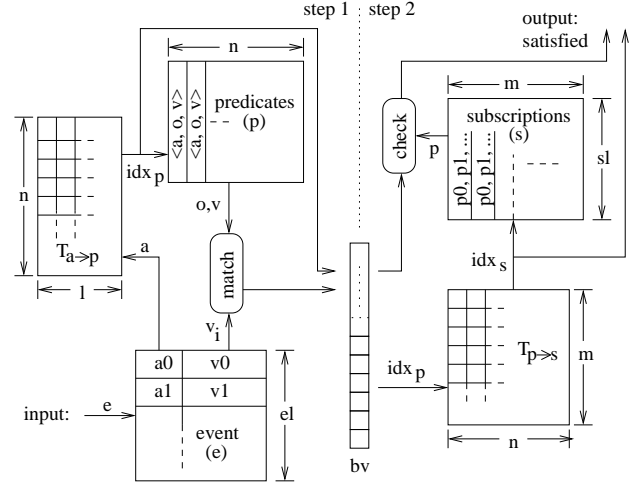 step 1 step 2
output:
satisfied
n
<a, o, v>
<a, o, v>
predicates
(p)
m
subscriptions
(s)
p0, p1,...
p0, p1,...
sl
check
p
n
idx p
T a→p
l
a
o,v
match
v i
idx s
T p→s
m
n
idx p
bv
a0 v0
a1 v1
input: e
event
(e)
el